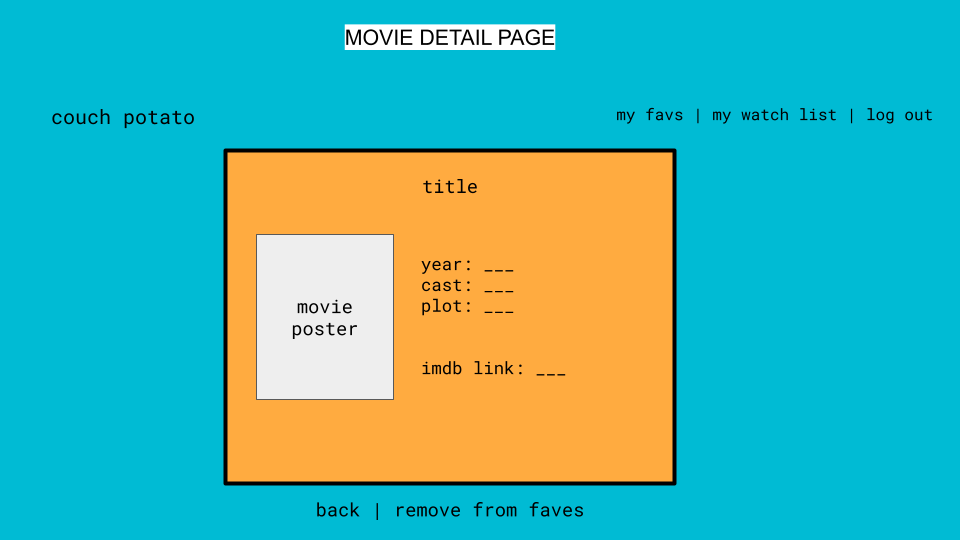 MOVIE DETAIL PAGE
couch potato
my favs | my watch list | log out
title
movie
poster
year: ___
cast: ___
plot: ___
imdb link: ___
back | remove from faves